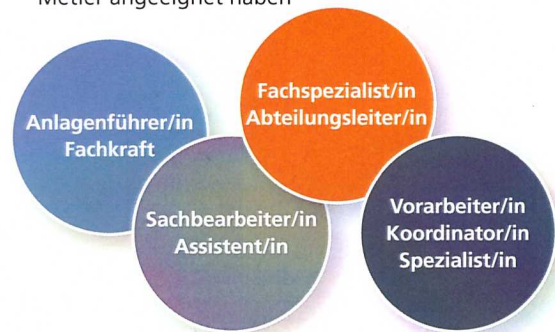 Metier angeeignet haben
Anlagenführer/in
Fachkraft
Fachspezialist/in
Abteilungsleiter/in
Sachbearbeiter/in
Assistent/in
Vorarbeiter/in
Koordinator/in
Spezialist/in